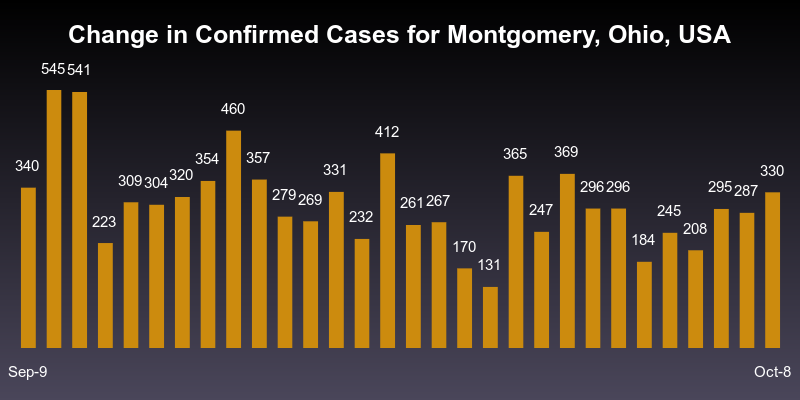 Change in Confirmed Cases for Montgomery, Ohio, USA
340 545 541 223 309 304 320 354 460 357 279 269 331 232 412 261 267 170 131 365 247 369 296 296 184 245 208 295 287 330
Sep-9 Oct-8